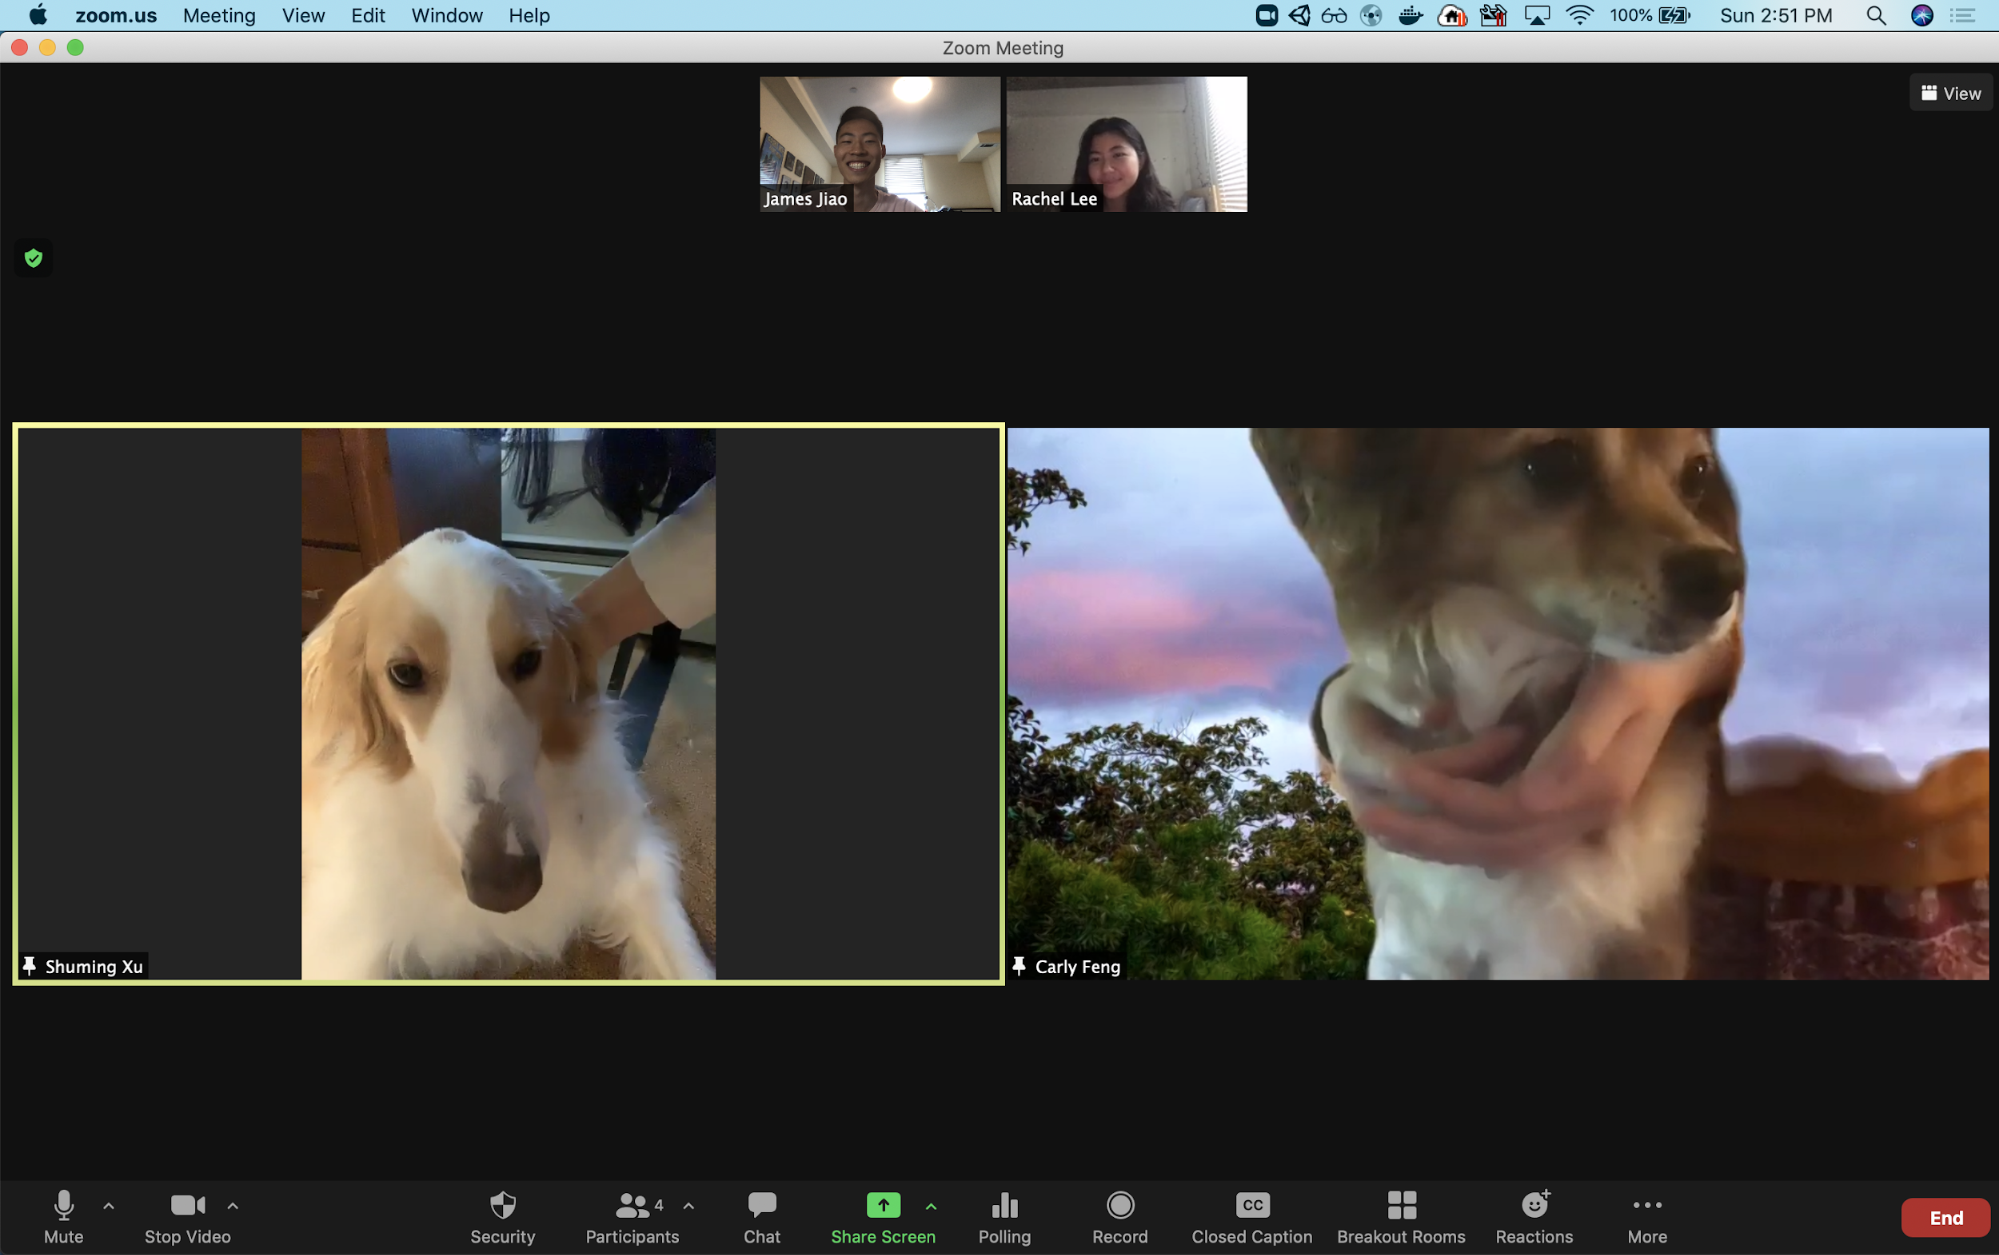 zoom.us Meeting View Edit Window Help 100% Sun 2:51 PM
Zoom Meeting
View
James Jiao
Rachel Lee
Shuming Xu
Carly Feng
4
CC
Mute Stop Video Security Participants Chat Share Screen Polling Record Closed Caption Breakout Rooms Reactions More
End